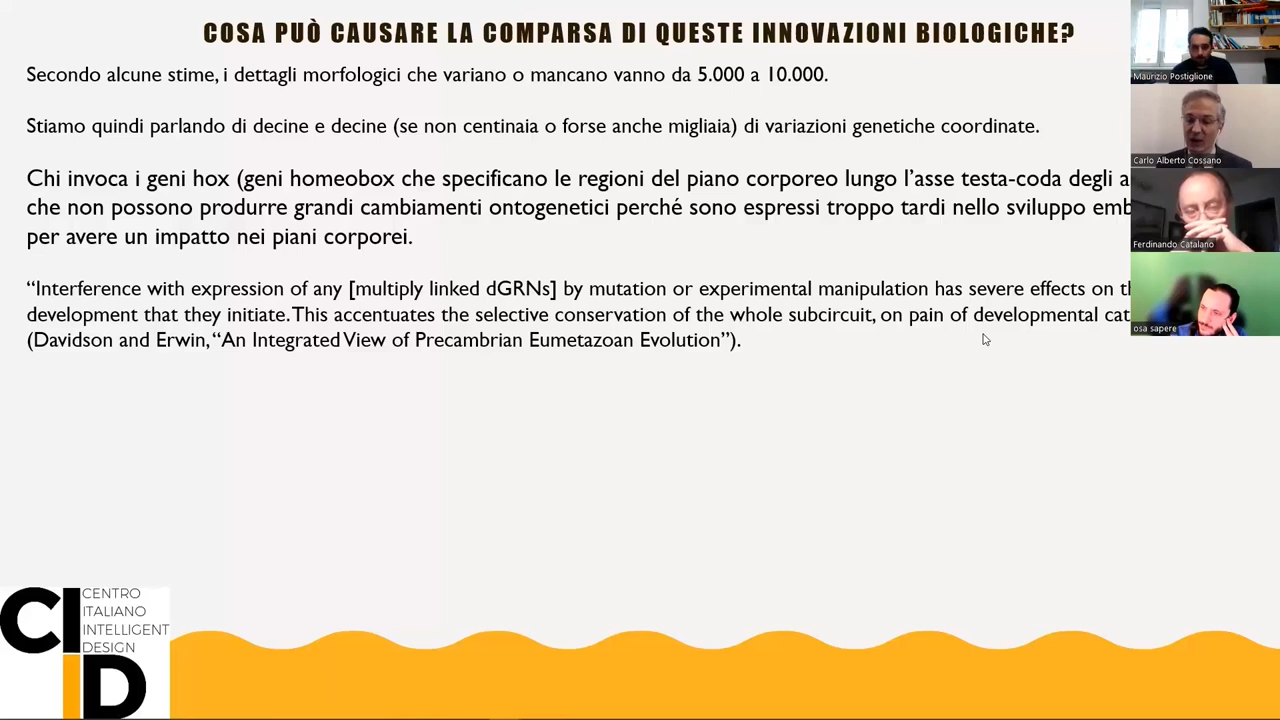 COSA PUÒ CAUSARE LA COMPARSA DI QUESTE INNOVAZIONI BIOLOGICHE?
Secondo alcune stime, i dettagli morfologici che variano o mancano vanno da 5.000 a 10.000.
Stiamo quindi parlando di decine e decine (se non centinaia o forse anche migliaia) di variazioni genetiche coordinate.
Chi invoca i geni hox (geni homeobox che specificano le regioni del piano corporeo lungo l'asse testa-coda degli a
che non possono produrre grandi cambiamenti ontogenetici perché sono espressi troppo tardi nello sviluppo emb
per avere un impatto nei piani corporei.
“Interference with expression of any [multiply linked dGRNs] by mutation or experimental manipulation has severe effects on th
development that they initiate. This accentuates the selective conservation of the whole subcircuit, on pain of developmental cat
(Davidson and Erwin, “An Integrated View of Precambrian Eumetazoan Evolution”).
Maurizio Postiglione
Carlo Alberto Cossano
Ferdinando Catalano
osa sapere
CID
CENTRO
ITALIANO
INTELLIGENT
DESIGN